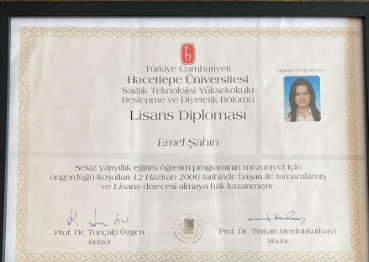 Türkiye Cumhuriyeti
Hacettepe Üniversitesi
Sağlık Teknolojisi Yüksekokulu
Beslenme ve Diyetetik Bölümü
Lisans Diploması
Emel Şahin
Sekiz yarıyıllık eğitim öğretim programının mezuniyet için
öngördüğü koşulları 12 Haziran 2006 tarihinde başarı ile tamamlamış
ve Lisans derecesi almaya hak kazanmıştır.
Prof. Dr. Tunçalp Özgen
Rektör
Prof. Dr. Türkan Merdol(Kutluay)
Müdür